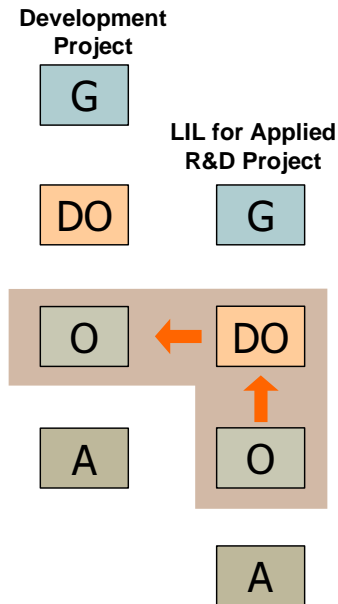 Development
Project
G
LIL for Applied
R&D Project
DO
G
O
DO
A
O
A